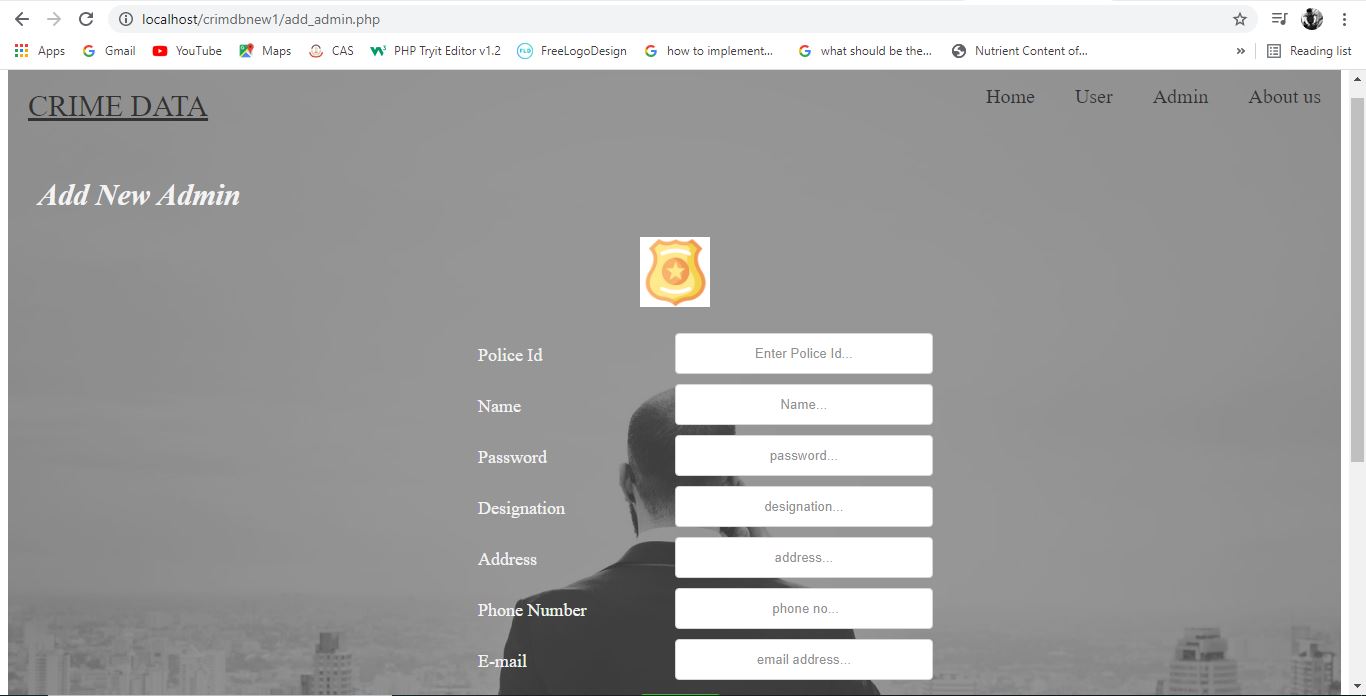 localhost/crimdbnew1/add_admin.php
Apps Gmail YouTube Maps CAS PHP Tryit Editor v1.2 FLD FreeLogoDesign how to implement... what should be the... Nutrient Content of... » Reading list
CRIME DATA Home User Admin About us
Add New Admin
Police Id Enter Police Id...
Name Name...
Password password...
Designation designation...
Address address...
Phone Number phone no...
E-mail email address...